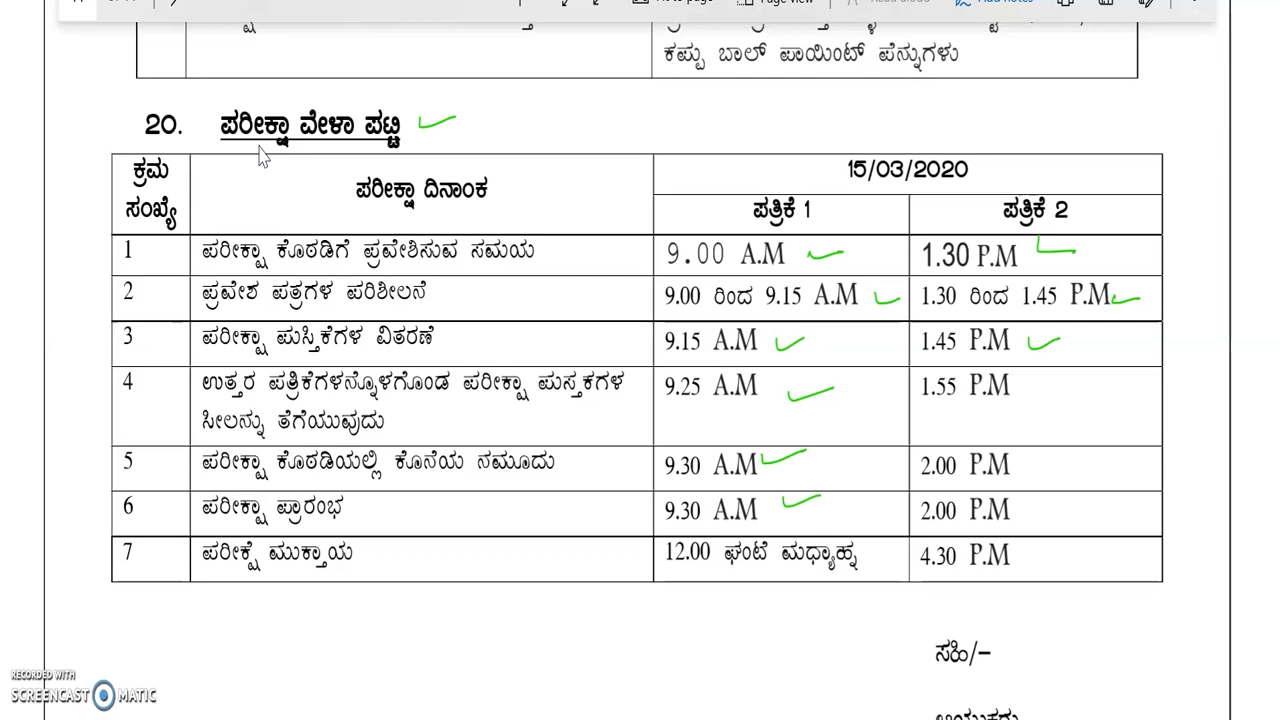 ಕಪ್ಪು ಬಾಲ್ ಪಾಯಿಂಟ್ ಪೆನ್ನುಗಳು
20. ಪರೀಕ್ಷಾ ವೇಳಾ ಪಟ್ಟಿ
ಕ್ರಮ ಸಂಖ್ಯೆ ಪರೀಕ್ಷಾ ದಿನಾಂಕ 15/03/2020
ಪತ್ರಿಕೆ 1 ಪತ್ರಿಕೆ 2
1 ಪರೀಕ್ಷಾ ಕೊಠಡಿಗೆ ಪ್ರವೇಶಿಸುವ ಸಮಯ 9.00 A.M 1.30 P.M
2 ಪ್ರವೇಶ ಪತ್ರಗಳ ಪರಿಶೀಲನೆ 9.00 ರಿಂದ 9.15 A.M 1.30 ರಿಂದ 1.45 P.M
3 ಪರೀಕ್ಷಾ ಪುಸ್ತಿಕೆಗಳ ವಿತರಣೆ 9.15 A.M 1.45 P.M
4 ಉತ್ತರ ಪತ್ರಿಕೆಗಳನ್ನೊಳಗೊಂಡ ಪರೀಕ್ಷಾ ಪುಸ್ತಕಗಳ 9.25 A.M 1.55 P.M
ಸೀಲನ್ನು ತೆಗೆಯುವುದು
5 ಪರೀಕ್ಷಾ ಕೊಠಡಿಯಲ್ಲಿ ಕೊನೆಯ ನಮೂದು 9.30 A.M 2.00 P.M
6 ಪರೀಕ್ಷಾ ಪ್ರಾರಂಭ 9.30 A.M 2.00 P.M
7 ಪರೀಕ್ಷೆ ಮುಕ್ತಾಯ 12.00 ಘಂಟೆ ಮಧ್ಯಾಹ್ನ 4.30 P.M
ಸಹಿ/-
RECORDED WITH
SCREENCAST MATIC